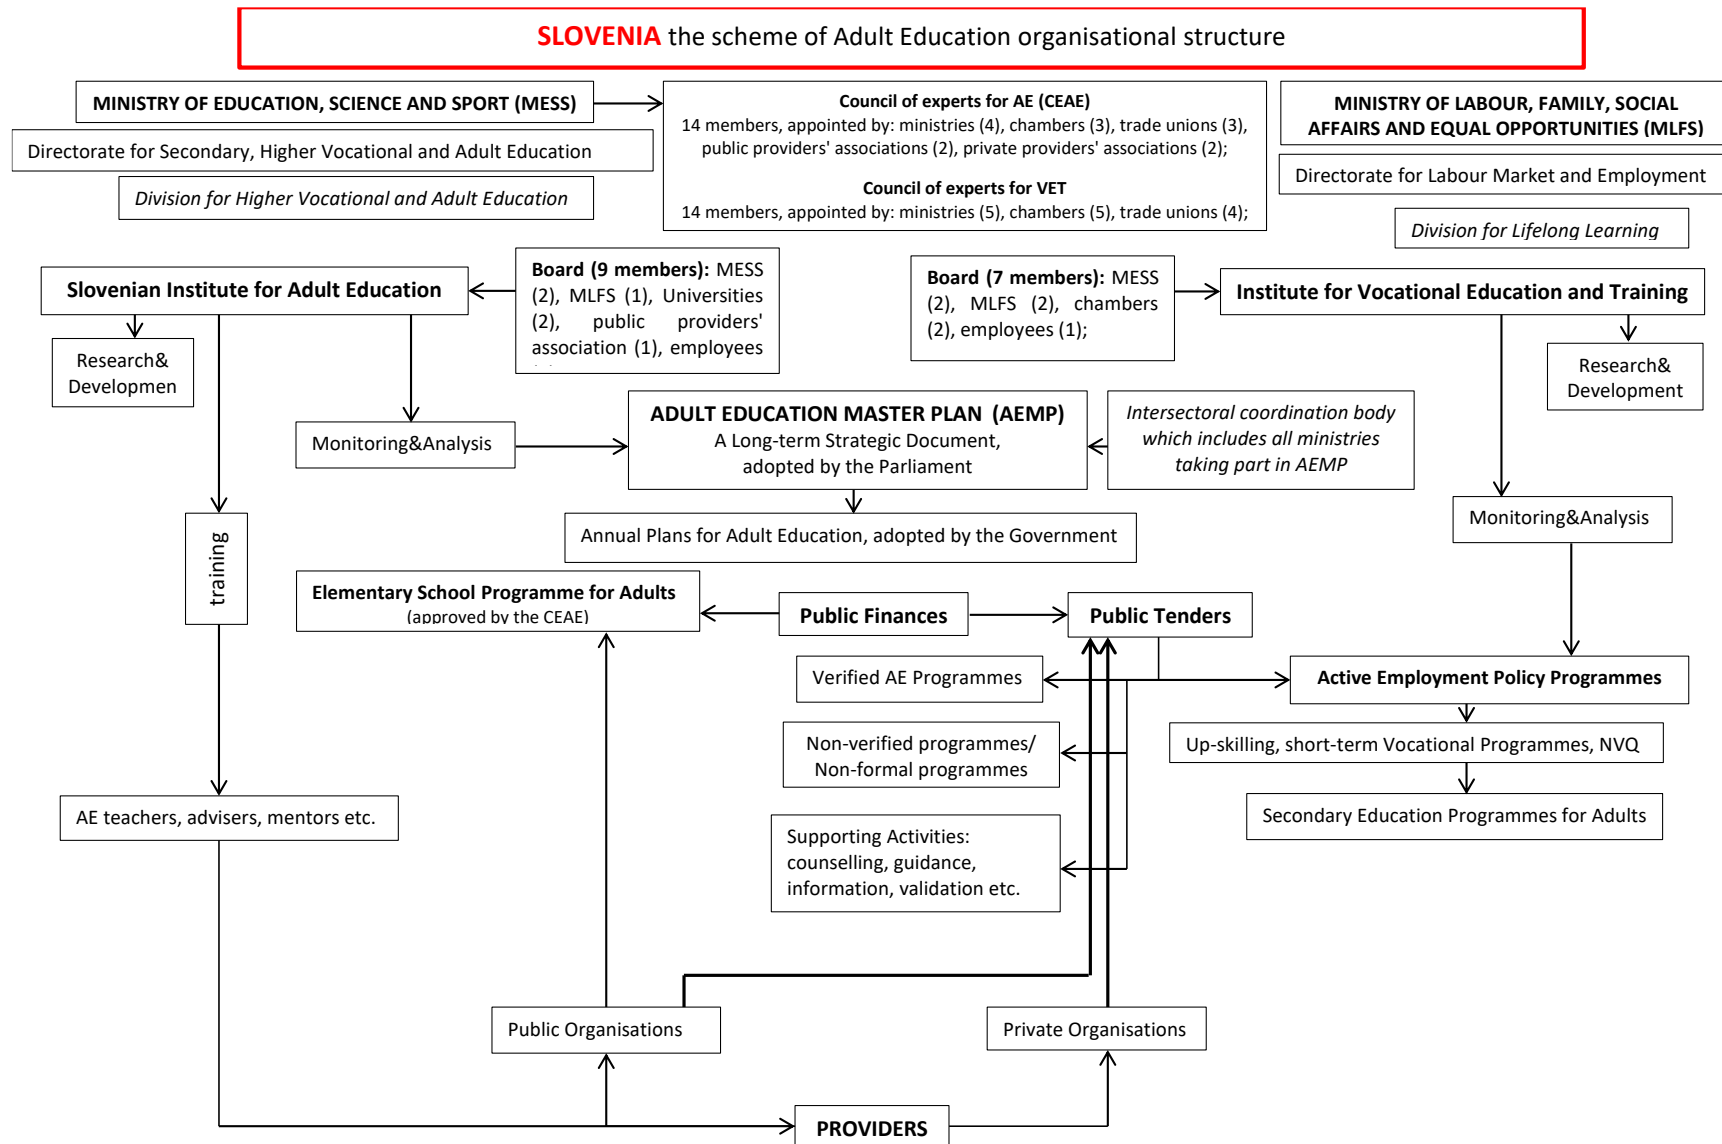 SLOVENIA the scheme of Adult Education organisational structure
MINISTRY OF EDUCATION, SCIENCE AND SPORT (MESS)
Directorate for Secondary, Higher Vocational and Adult Education
Division for Higher Vocational and Adult Education
Council of experts for AE (CEAE)
14 members, appointed by: ministries (4), chambers (3), trade unions (3),
public providers' associations (2), private providers' associations (2);
Council of experts for VET
14 members, appointed by: ministries (5), chambers (5), trade unions (4);
MINISTRY OF LABOUR, FAMILY, SOCIAL
AFFAIRS AND EQUAL OPPORTUNITIES (MLFS)
Directorate for Labour Market and Employment
Division for Lifelong Learning
Slovenian Institute for Adult Education
Board (9 members): MESS
(2), MLFS (1), Universities
(2), public providers'
association (1), employees
Board (7 members): MESS
(2), MLFS (2), chambers
(2), employees (1);
Institute for Vocational Education and Training
Research&
Developmen
Research&
Development
Monitoring&Analysis
ADULT EDUCATION MASTER PLAN (AEMP)
A Long-term Strategic Document,
adopted by the Parliament
Intersectoral coordination body
which includes all ministries
taking part in AEMP
Monitoring&Analysis
training
Annual Plans for Adult Education, adopted by the Government
Elementary School Programme for Adults
(approved by the CEAE)
Public Finances
Public Tenders
Verified AE Programmes
Active Employment Policy Programmes
Non-verified programmes/
Non-formal programmes
Up-skilling, short-term Vocational Programmes, NVQ
AE teachers, advisers, mentors etc.
Secondary Education Programmes for Adults
Supporting Activities:
counselling, guidance,
information, validation etc.
Public Organisations
Private Organisations
PROVIDERS